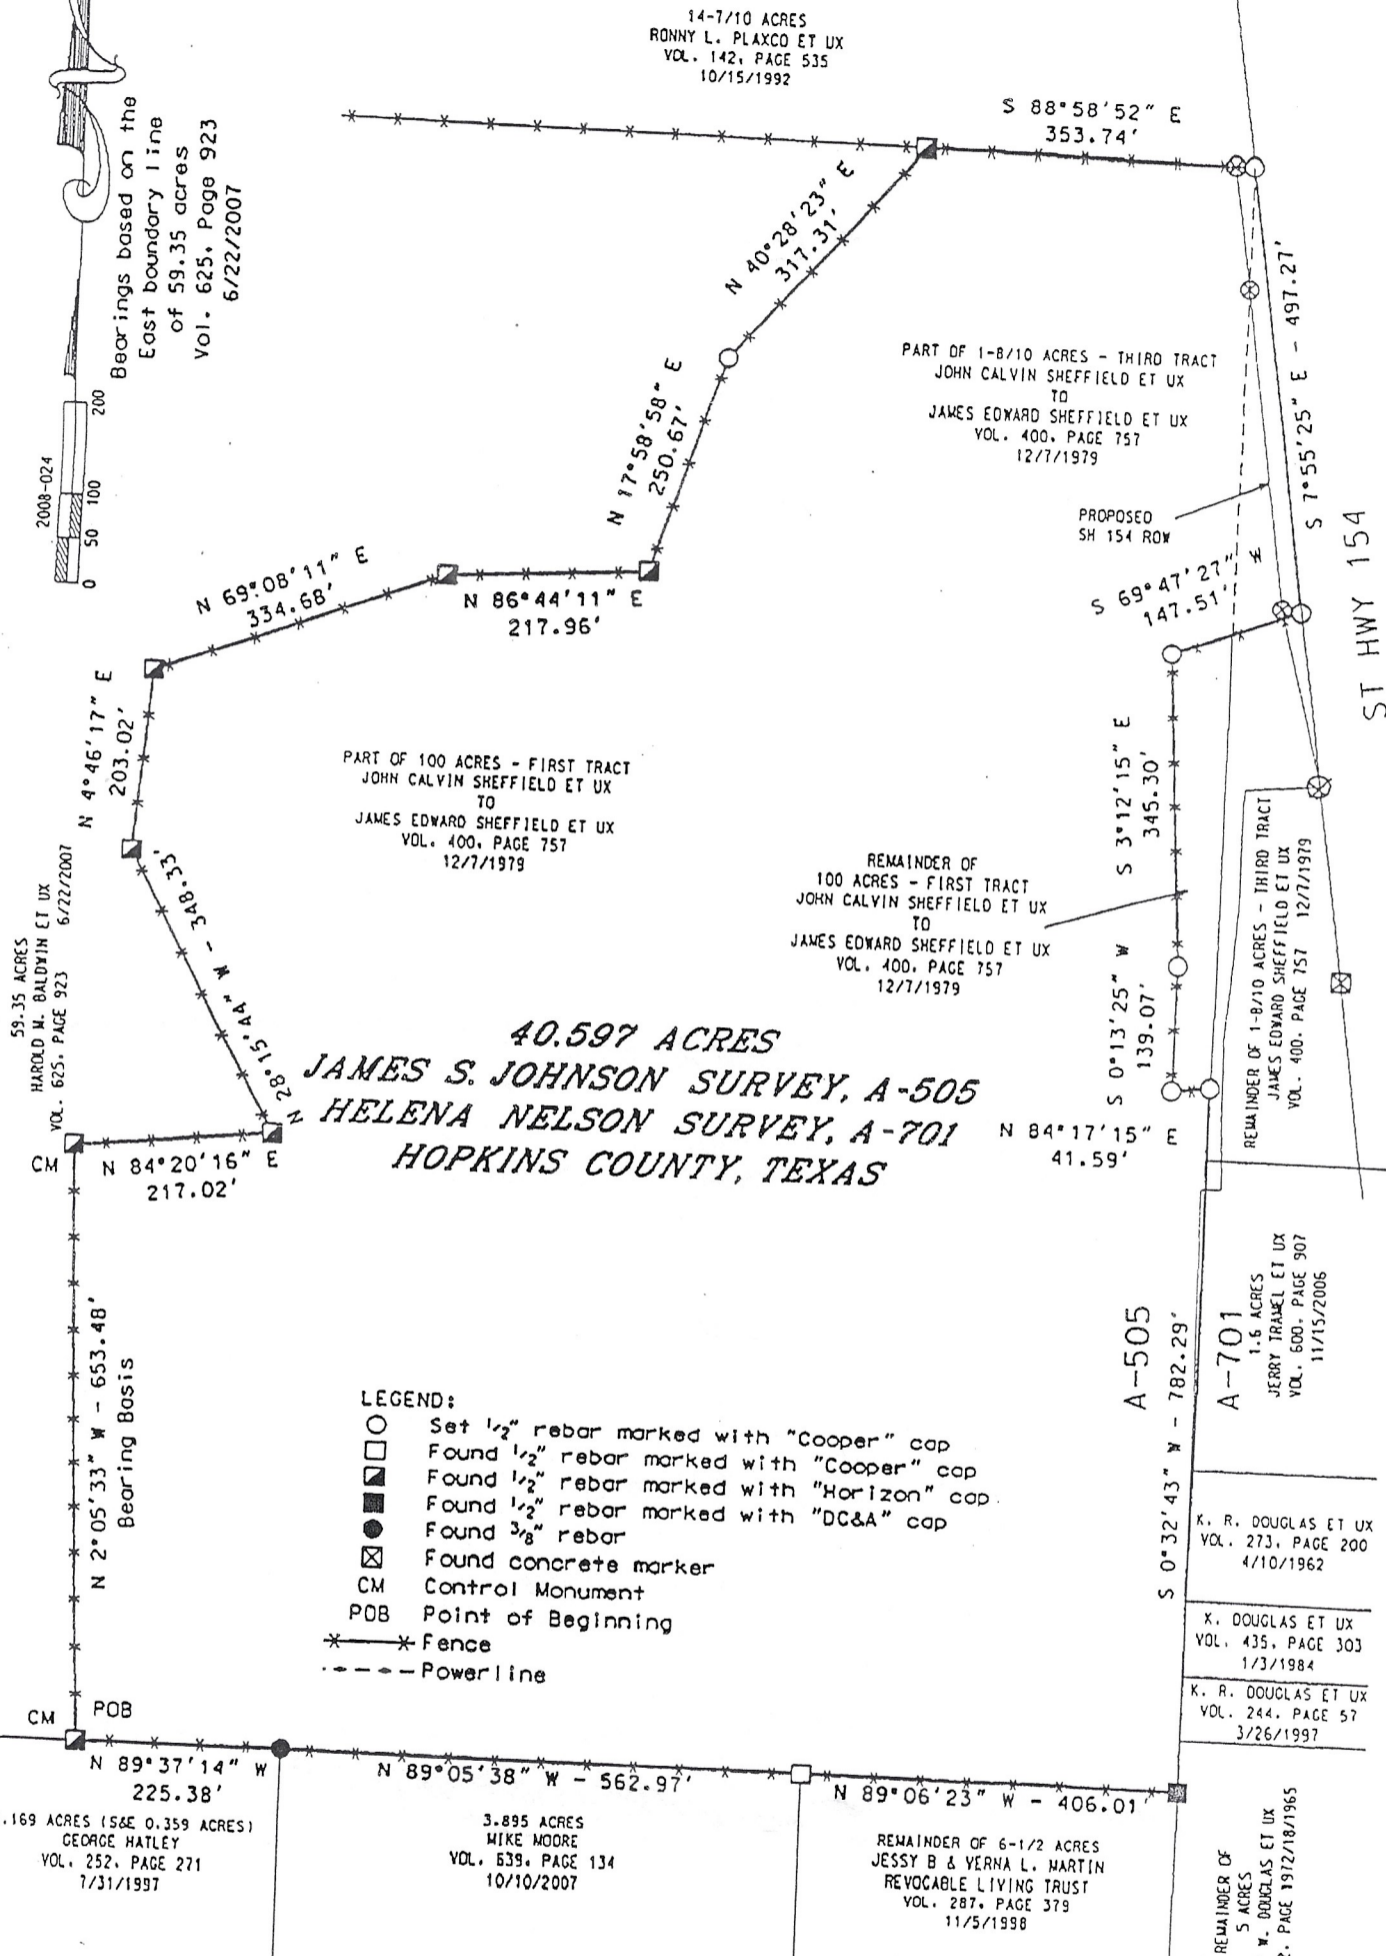 14-7/10 ACRES
RONNY L. PLAXCO ET UX
VOL. 142, PAGE 535
10/15/1992
S 88°58'52" E
353.74'
Bearings based on the
East boundary line
of 59.35 acres
Vol. 625, Page 923
6/22/2007
2008-024
0 50 100 200
N 40°28'23" E
317.31'
N 17°58'58" E
250.67'
PART OF 1-8/10 ACRES - THIRD TRACT
JOHN CALVIN SHEFFIELD ET UX
TO
JAMES EDWARD SHEFFIELD ET UX
VOL. 400, PAGE 757
12/7/1979
S 7°55'25" E - 497.27'
PROPOSED
SH 154 ROW
ST HWY 154
S 69°47'27" W
147.51'
N 69°08'11" E
334.68'
N 86°44'11" E
217.96'
N 4°46'17" E
203.02'
PART OF 100 ACRES - FIRST TRACT
JOHN CALVIN SHEFFIELD ET UX
TO
JAMES EDWARD SHEFFIELD ET UX
VOL. 400, PAGE 757
12/7/1979
S 3°12'15" E
345.30'
REMAINDER OF
100 ACRES - FIRST TRACT
JOHN CALVIN SHEFFIELD ET UX
TO
JAMES EDWARD SHEFFIELD ET UX
VOL. 400, PAGE 757
12/7/1979
REMAINDER OF 1-8/10 ACRES - THIRD TRACT
JAMES EDWARD SHEFFIELD ET UX
VOL. 400, PAGE 757 12/7/1979
59.35 ACRES
HAROLD M. BALDWIN ET UX
VOL. 625, PAGE 923 6/22/2007
N 28°15'44" W - 348.33'
S 0°13'25" W
139.07'
40.597 ACRES
JAMES S. JOHNSON SURVEY, A-505
HELENA NELSON SURVEY, A-701
HOPKINS COUNTY, TEXAS
N 84°17'15" E
41.59'
CM
N 84°20'16" E
217.02'
N 2°05'33" W - 653.48'
Bearing Basis
A-505
A-701
1.6 ACRES
JERRY TRAMEL ET UX
VOL. 600, PAGE 907
11/15/2006
S 0°32'43" W - 782.29'
LEGEND:
Set 1/2" rebar marked with "Cooper" cap
Found 1/2" rebar marked with "Cooper" cap
Found 1/2" rebar marked with "Horizon" cap
Found 1/2" rebar marked with "DC&A" cap
Found 3/8" rebar
Found concrete marker
CM Control Monument
POB Point of Beginning
Fence
Powerline
K. R. DOUGLAS ET UX
VOL. 273, PAGE 200
4/10/1962
K. DOUGLAS ET UX
VOL. 435, PAGE 303
1/3/1984
K. R. DOUGLAS ET UX
VOL. 244, PAGE 57
3/26/1997
CM
POB
N 89°37'14" W
225.38'
N 89°05'38" W - 562.97'
N 89°06'23" W - 406.01'
.169 ACRES (S&E 0.359 ACRES)
GEORGE HATLEY
VOL. 252, PAGE 271
7/31/1997
3.895 ACRES
MIKE MOORE
VOL. 639, PAGE 134
10/10/2007
REMAINDER OF 6-1/2 ACRES
JESSY B & VERNA L. MARTIN
REVOCABLE LIVING TRUST
VOL. 287, PAGE 379
11/5/1998
REMAINDER OF
5 ACRES
W. DOUGLAS ET UX
PAGE 1972/18/1965